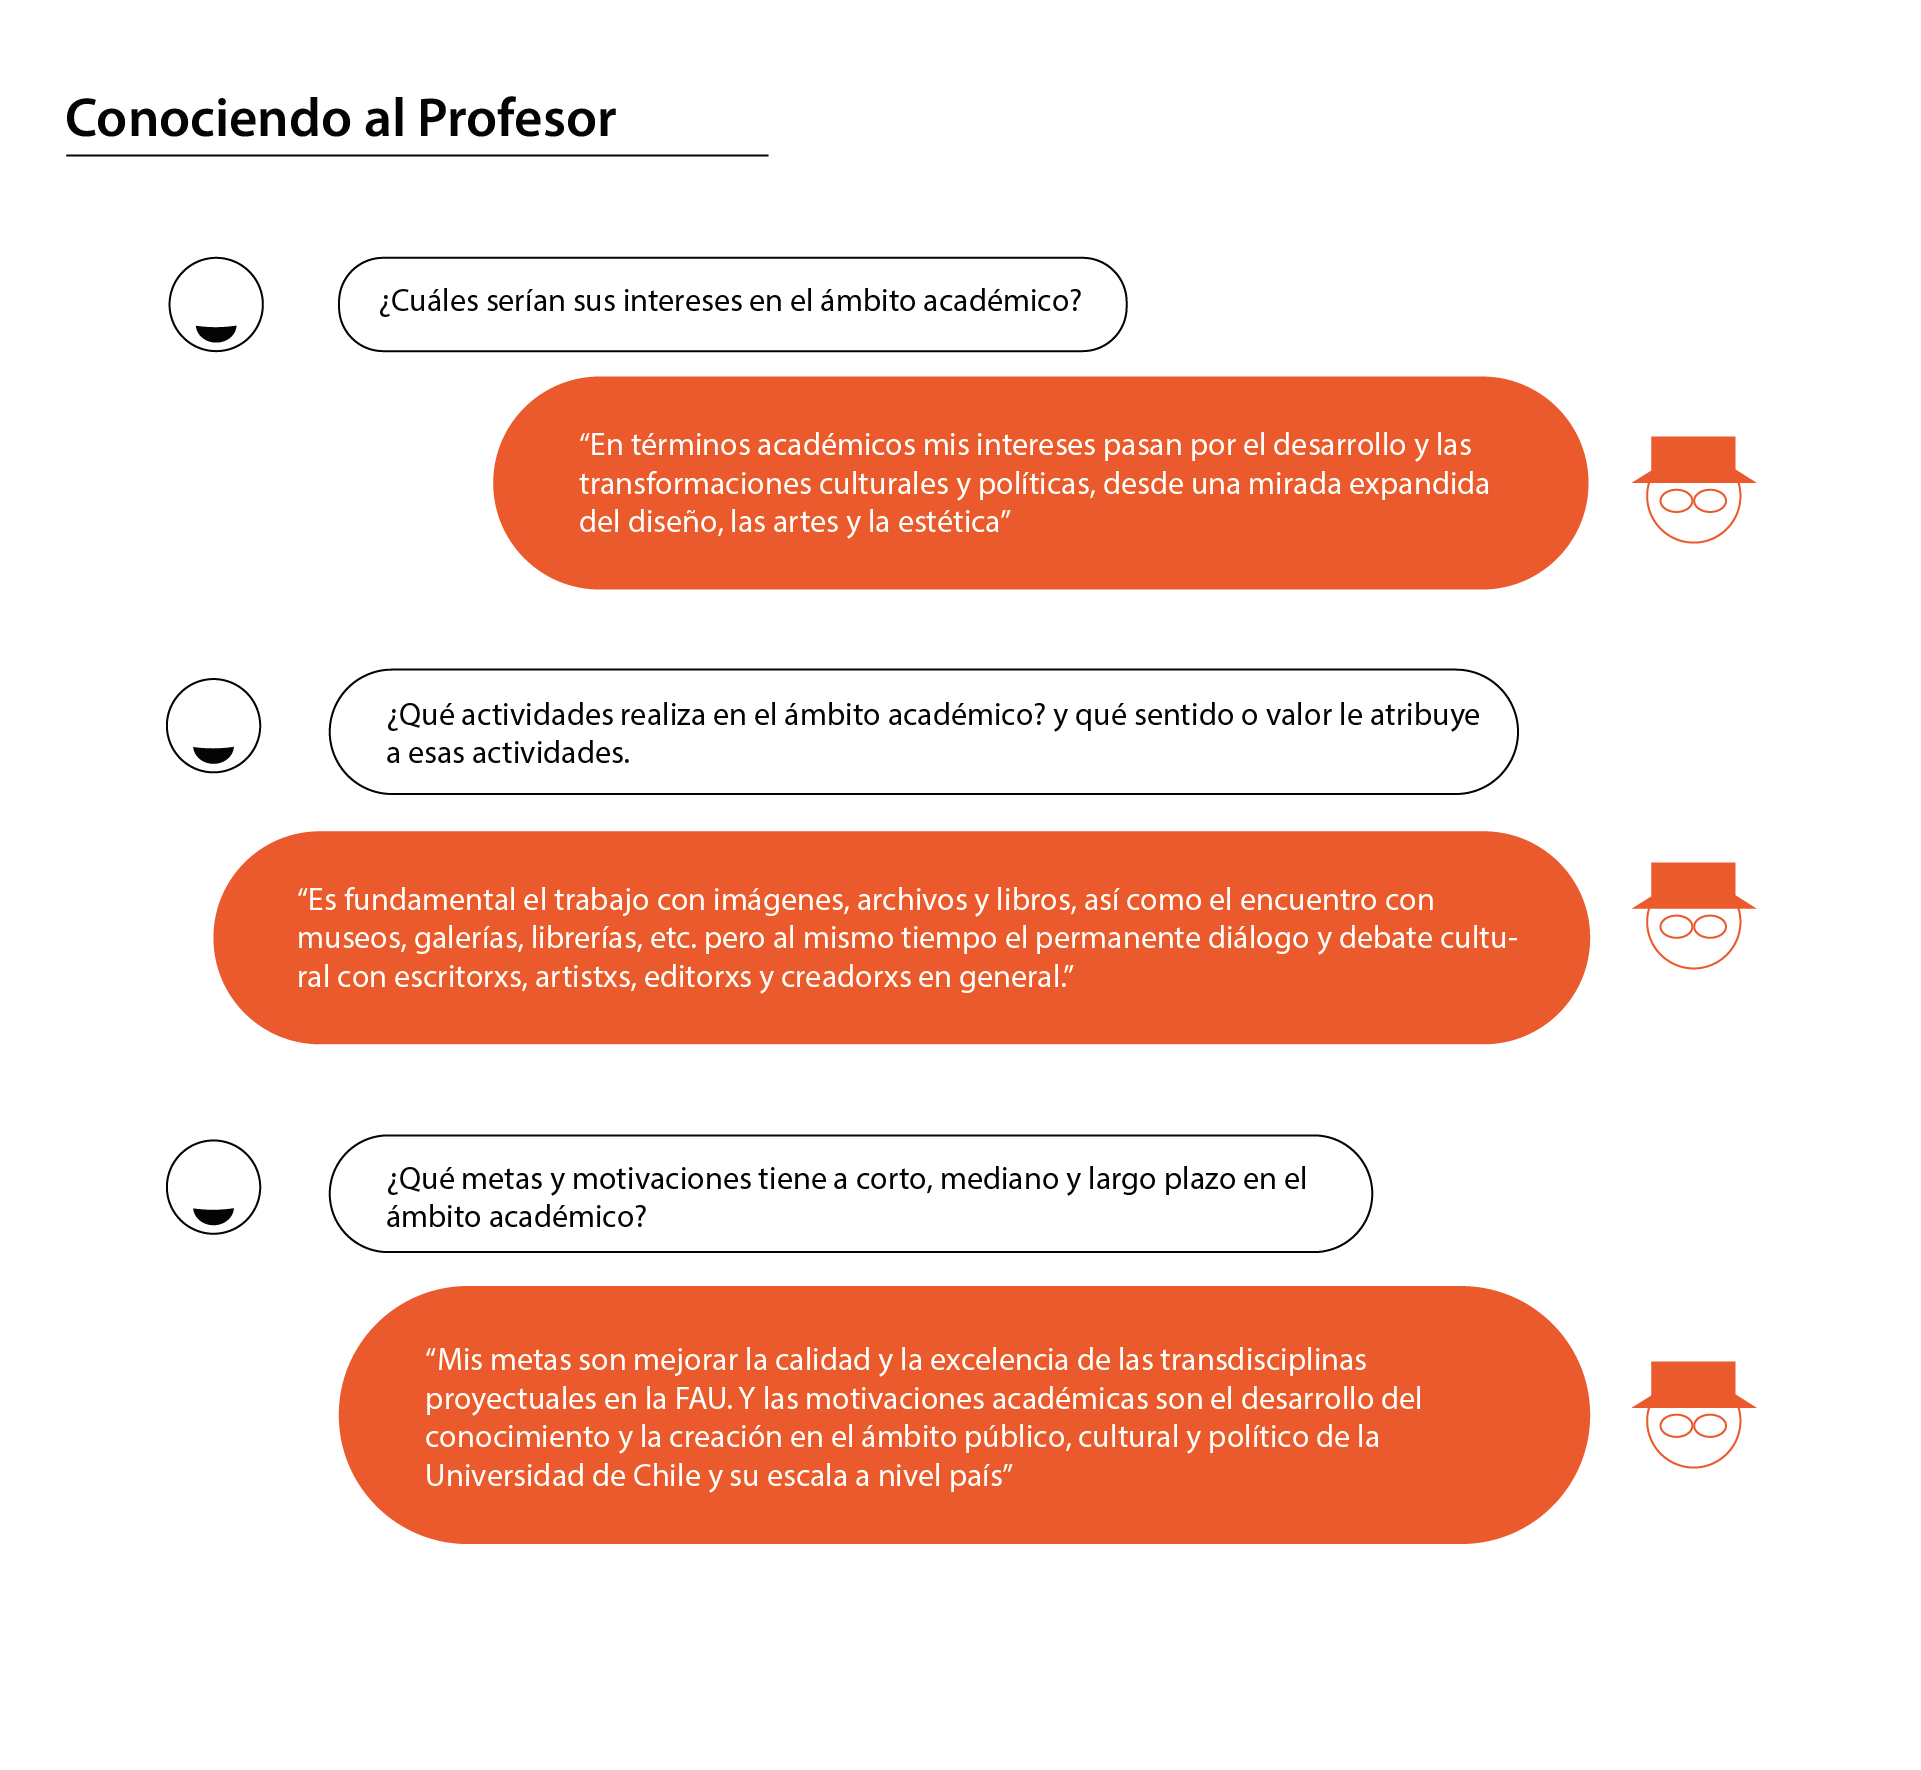 Conociendo al Profesor
¿Cuáles serían sus intereses en el ámbito académico?
“En términos académicos mis intereses pasan por el desarrollo y las
transformaciones culturales y políticas, desde una mirada expandida
del diseño, las artes y la estética”
¿Qué actividades realiza en el ámbito académico? y qué sentido o valor le atribuye
a esas actividades.
“Es fundamental el trabajo con imágenes, archivos y libros, así como el encuentro con
museos, galerías, librerías, etc. pero al mismo tiempo el permanente diálogo y debate cultu-
ral con escritorxs, artistxs, editorxs y creadorxs en general.”
¿Qué metas y motivaciones tiene a corto, mediano y largo plazo en el
ámbito académico?
“Mis metas son mejorar la calidad y la excelencia de las transdisciplinas
proyectuales en la FAU. Y las motivaciones académicas son el desarrollo del
conocimiento y la creación en el ámbito público, cultural y político de la
Universidad de Chile y su escala a nivel país”